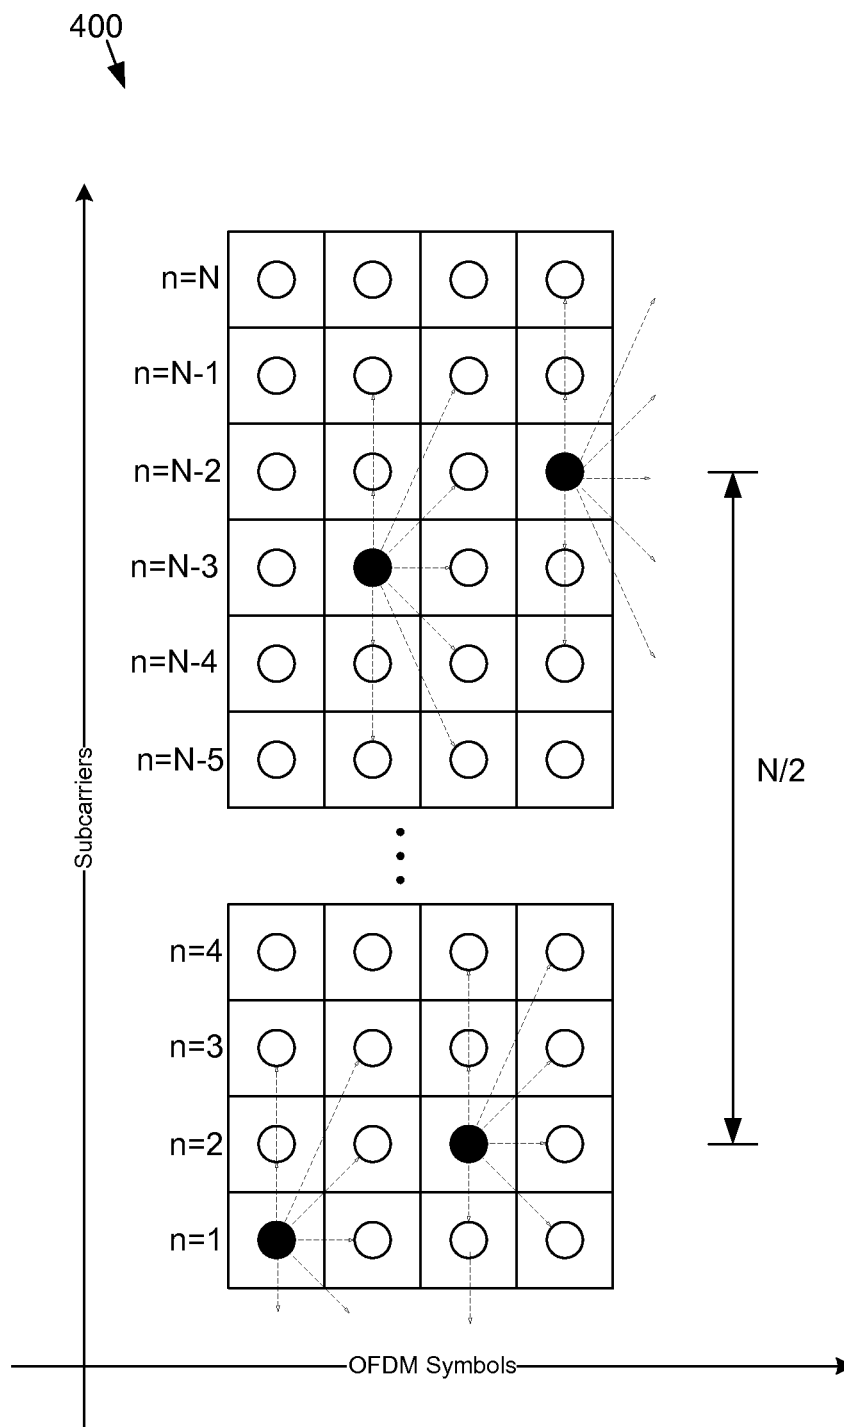 400
n=N
n=N-1
n=N-2
n=N-3
n=N-4
n=N-5
N/2
Subcarriers
n=4
n=3
n=2
n=1
OFDM Symbols